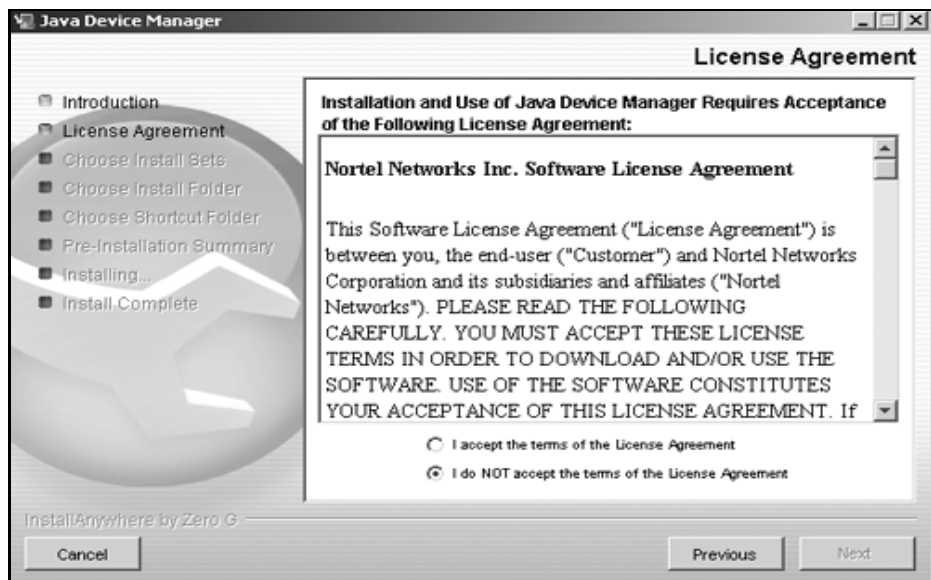 Java Device Manager
License Agreement
Introduction
License Agreement
Choose Install Sets
Choose Install Folder
Choose Shortcut Folder
Pre-Installation Summary
Installing...
Install Complete
Installation and Use of Java Device Manager Requires Acceptance
of the Following License Agreement:
Nortel Networks Inc. Software License Agreement
This Software License Agreement ("License Agreement") is
between you, the end-user ("Customer") and Nortel Networks
Corporation and its subsidiaries and affiliates ("Nortel
Networks"). PLEASE READ THE FOLLOWING
CAREFULLY. YOU MUST ACCEPT THESE LICENSE
TERMS IN ORDER TO DOWNLOAD AND/OR USE THE
SOFTWARE. USE OF THE SOFTWARE CONSTITUTES
YOUR ACCEPTANCE OF THIS LICENSE AGREEMENT. If
I accept the terms of the License Agreement
I do NOT accept the terms of the License Agreement
InstallAnywhere by Zero G
Cancel
Previous
Next